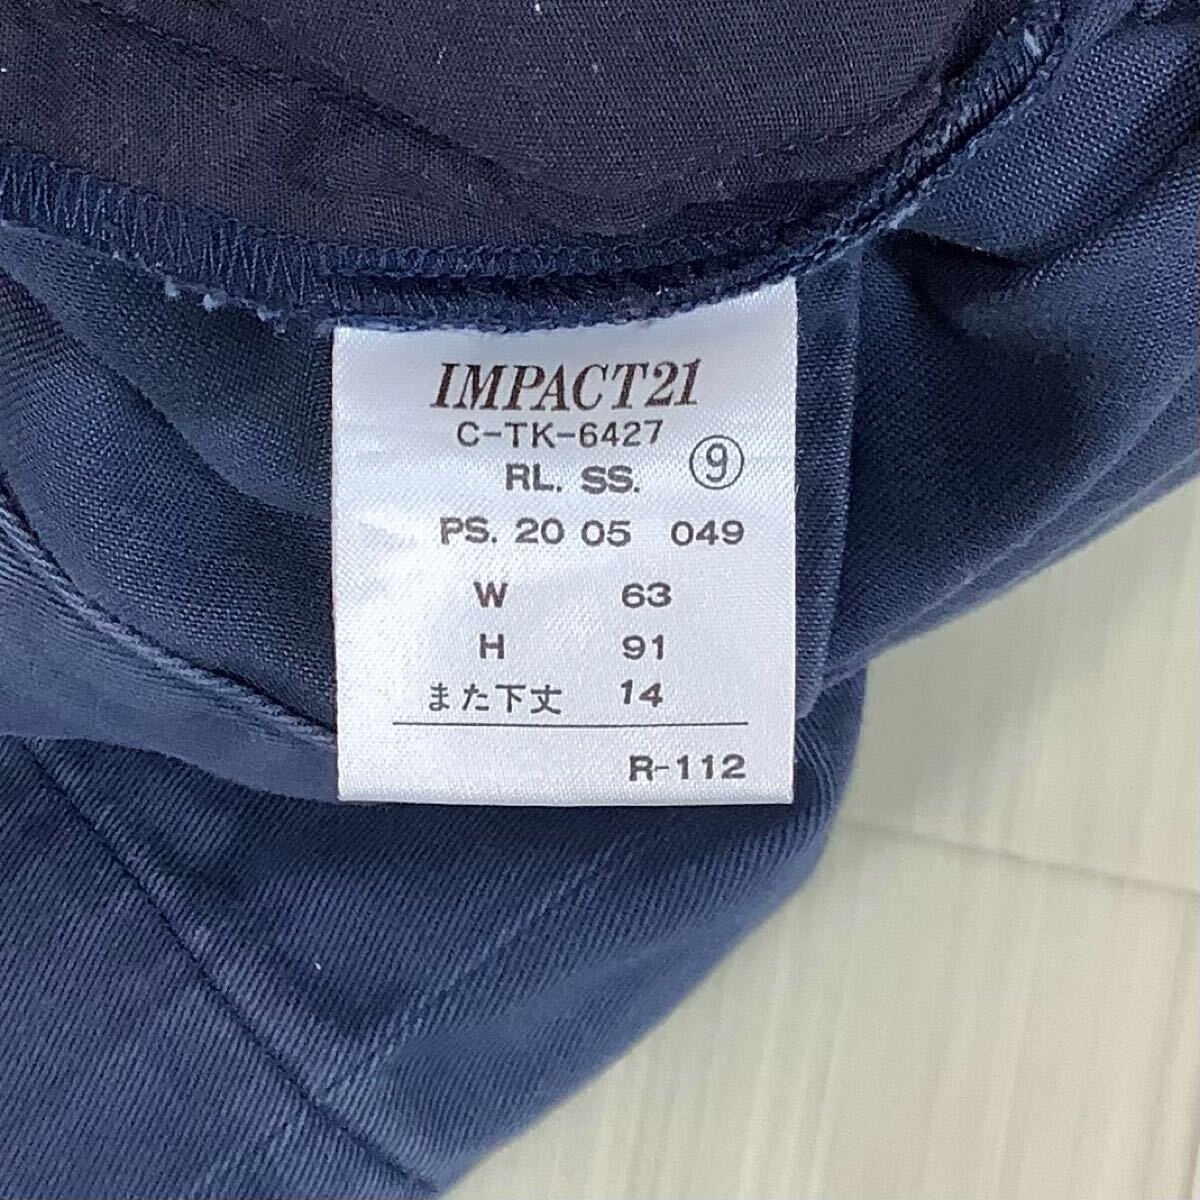 IMPACT21
C-TK-6427
RL. SS. ⑨
PS. 20 05 049
W 63
H 91
また下丈 14
R-112